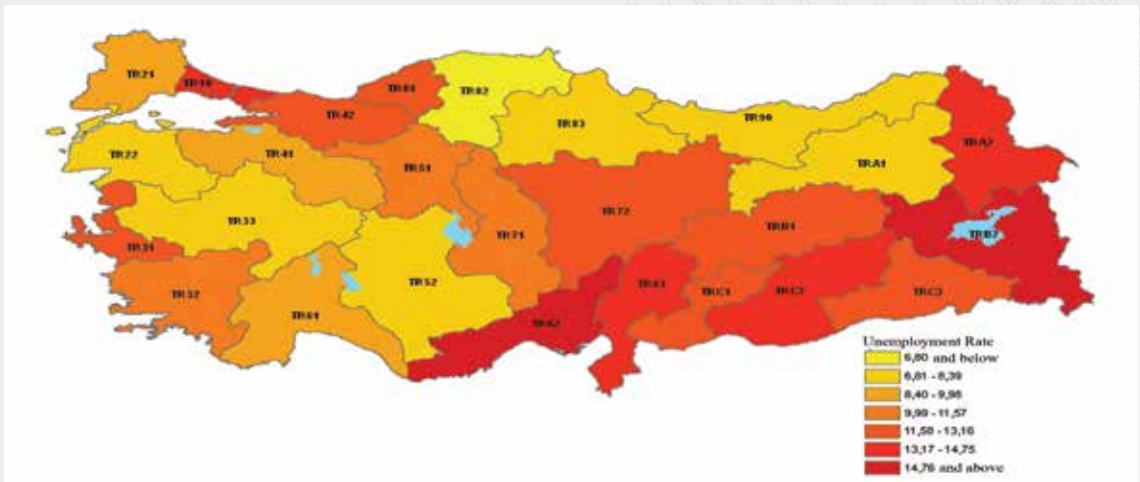 TR21
TR10
TR81
TR82
TR42
TR83
TR90
TRA2
TR22
TR41
TR51
TRA1
TR33
TR72
TR71
TRB1
TRB2
TR31
TR52
TR63
TRC1
TRC2
TRC3
TR61
TR62
Unemployment Rate
6,80 and below
6,81 - 8,39
8,40 - 9,98
9,99 - 11,57
11,58 - 13,16
13,17 - 14,75
14,76 and above